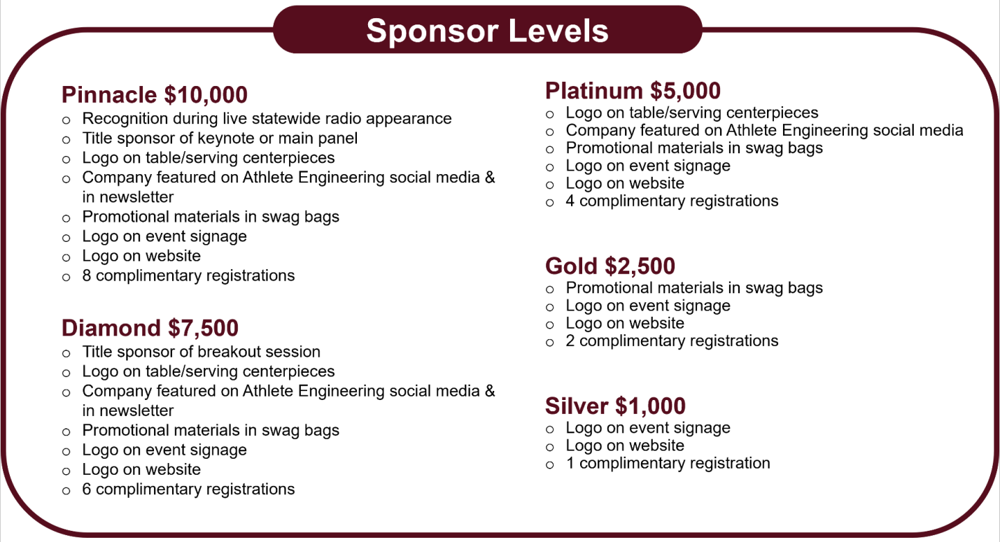 Sponsor Levels
Pinnacle $10,000
o Recognition during live statewide radio appearance
o Title sponsor of keynote or main panel
o Logo on table/serving centerpieces
o Company featured on Athlete Engineering social media &
in newsletter
o Promotional materials in swag bags
o Logo on event signage
o Logo on website
o 8 complimentary registrations
Diamond $7,500
o Title sponsor of breakout session
o Logo on table/serving centerpieces
o Company featured on Athlete Engineering social media &
in newsletter
o Promotional materials in swag bags
o Logo on event signage
o Logo on website
o 6 complimentary registrations
Platinum $5,000
o Logo on table/serving centerpieces
o Company featured on Athlete Engineering social media
o Promotional materials in swag bags
o Logo on event signage
o Logo on website
o 4 complimentary registrations
Gold $2,500
o Promotional materials in swag bags
o Logo on event signage
o Logo on website
o 2 complimentary registrations
Silver $1,000
o Logo on event signage
o Logo on website
o 1 complimentary registration